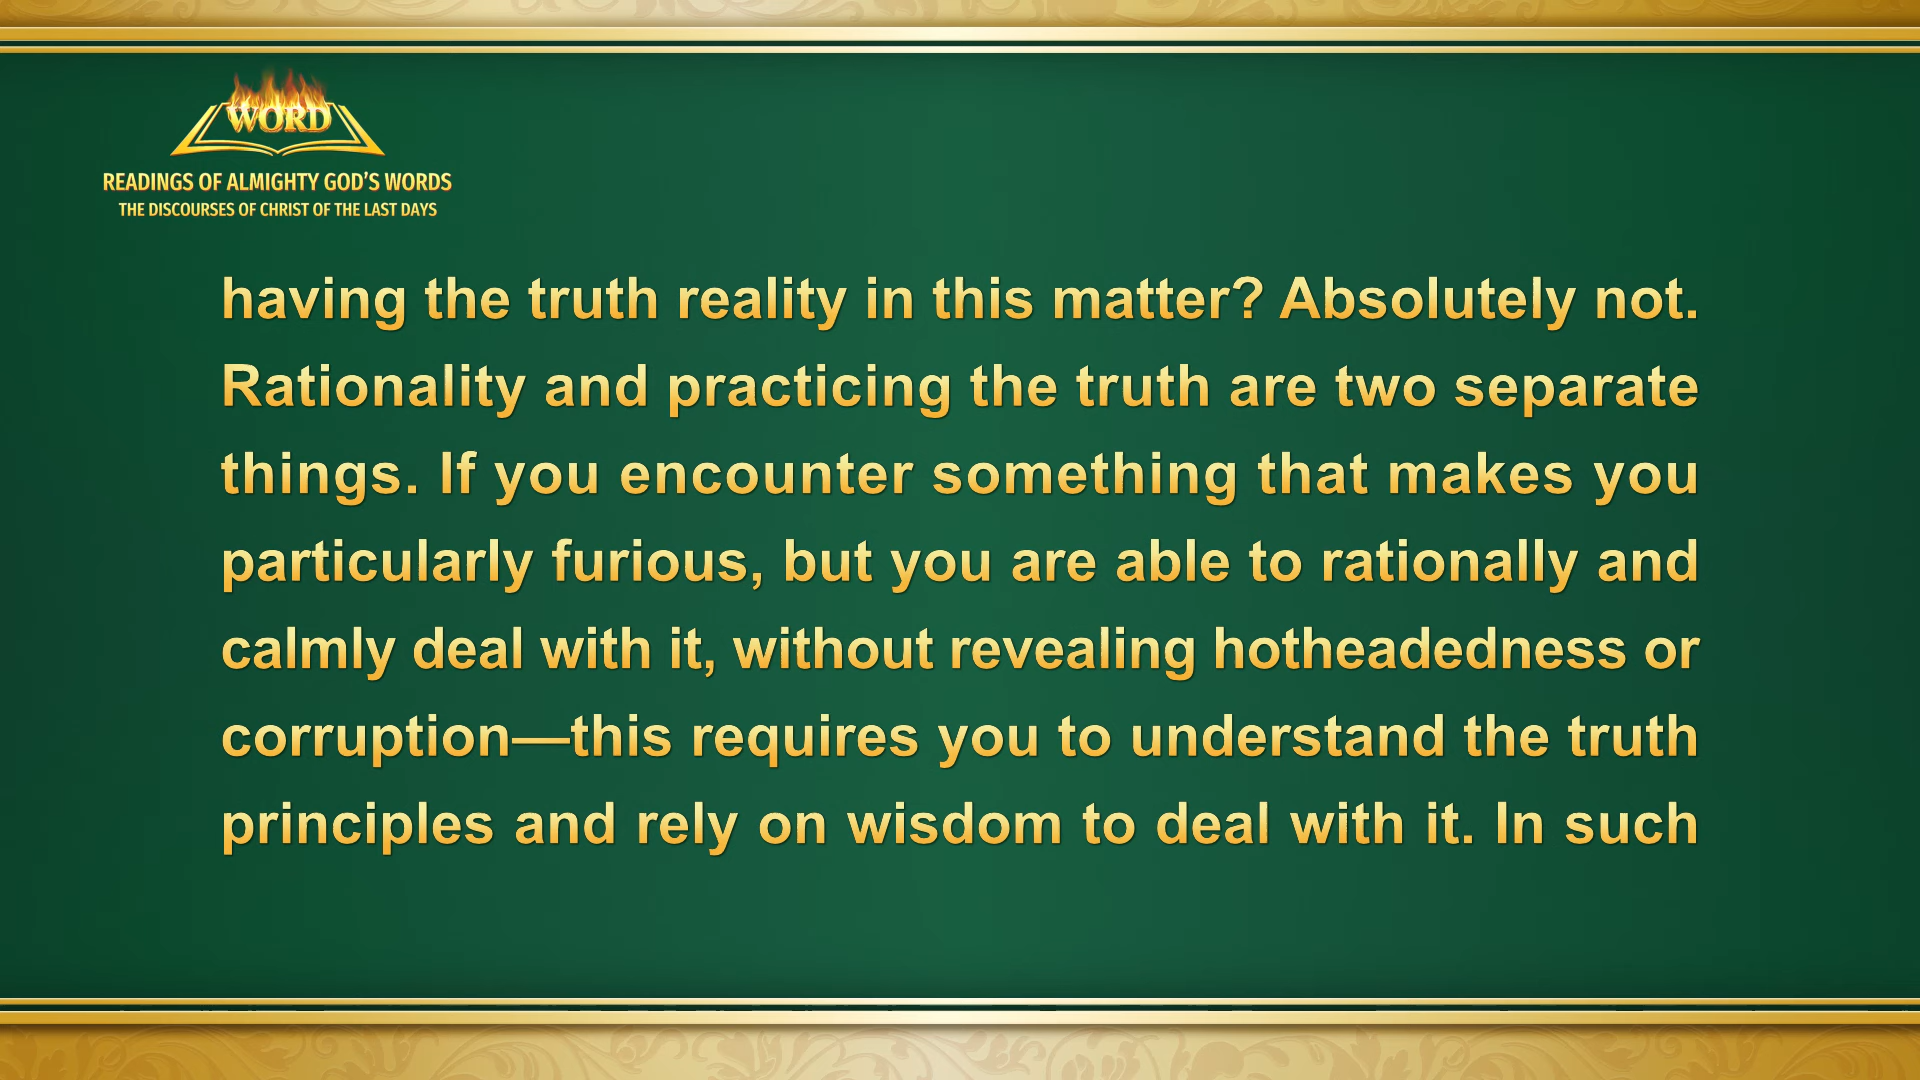 WORD
READINGS OF ALMIGHTY GOD'S WORDS
THE DISCOURSES OF CHRIST OF THE LAST DAYS
having the truth reality in this matter? Absolutely not.
Rationality and practicing the truth are two separate
things. If you encounter something that makes you
particularly furious, but you are able to rationally and
calmly deal with it, without revealing hotheadedness or
corruption—this requires you to understand the truth
principles and rely on wisdom to deal with it. In such